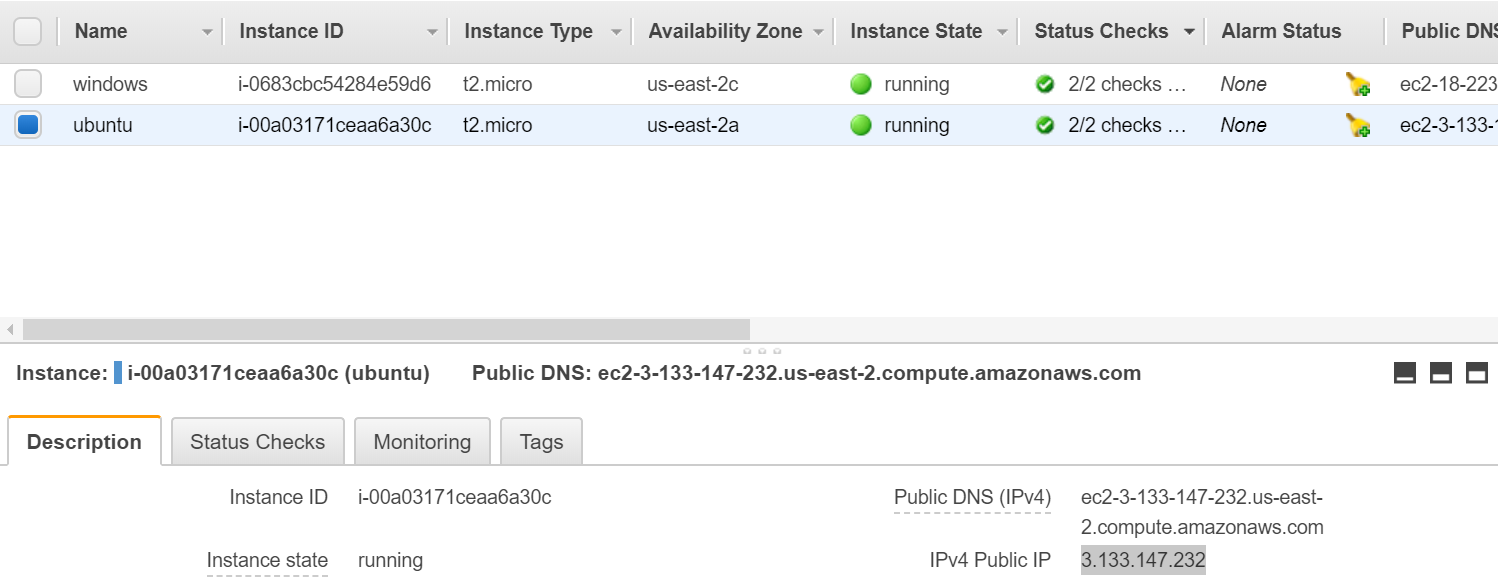 Name Instance ID Instance Type Availability Zone Instance State Status Checks Alarm Status Public DNS
windows i-0683cbc54284e59d6 t2.micro us-east-2c running 2/2 checks … None ec2-18-223
ubuntu i-00a03171ceaa6a30c t2.micro us-east-2a running 2/2 checks … None ec2-3-133-1
Instance: i-00a03171ceaa6a30c (ubuntu) Public DNS: ec2-3-133-147-232.us-east-2.compute.amazonaws.com
Description Status Checks Monitoring Tags
Instance ID i-00a03171ceaa6a30c Public DNS (IPv4) ec2-3-133-147-232.us-east-
2.compute.amazonaws.com
Instance state running IPv4 Public IP 3.133.147.232